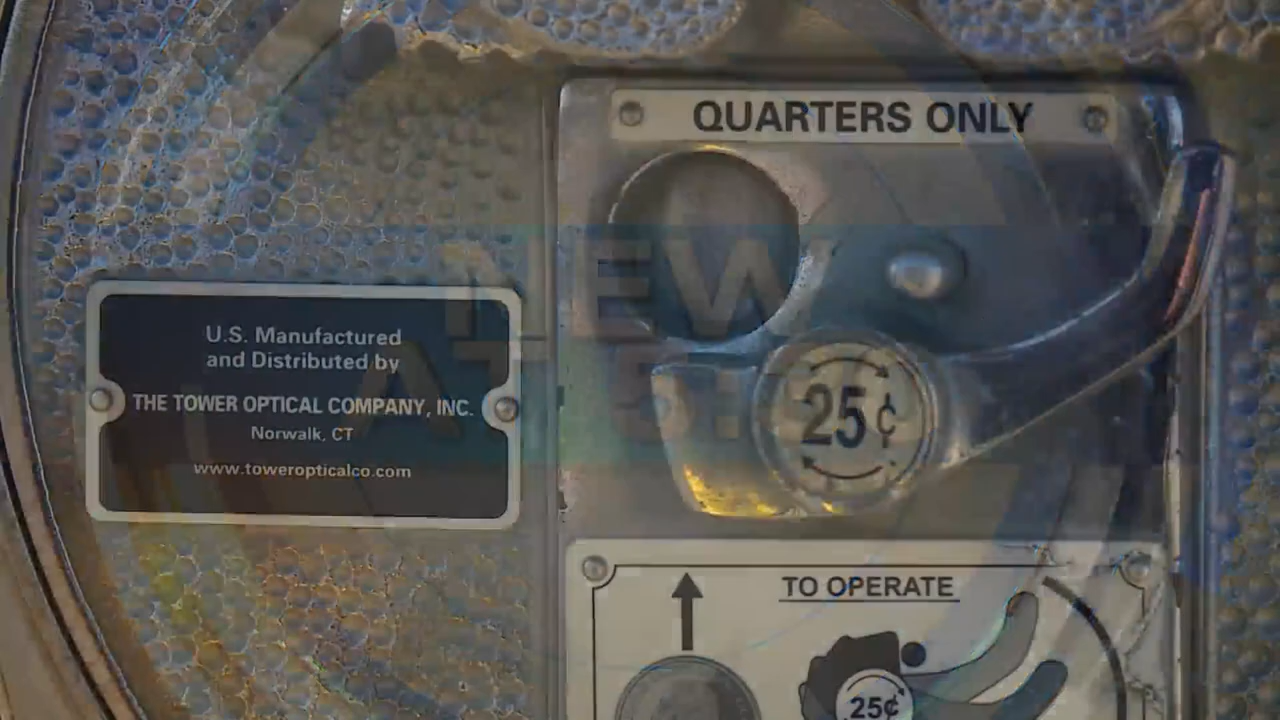 QUARTERS ONLY
NEW
U.S. Manufactured
and Distributed by
THE TOWER OPTICAL COMPANY, INC.
Norwalk, CT
www.toweropticalco.com
25¢
TO OPERATE
25¢